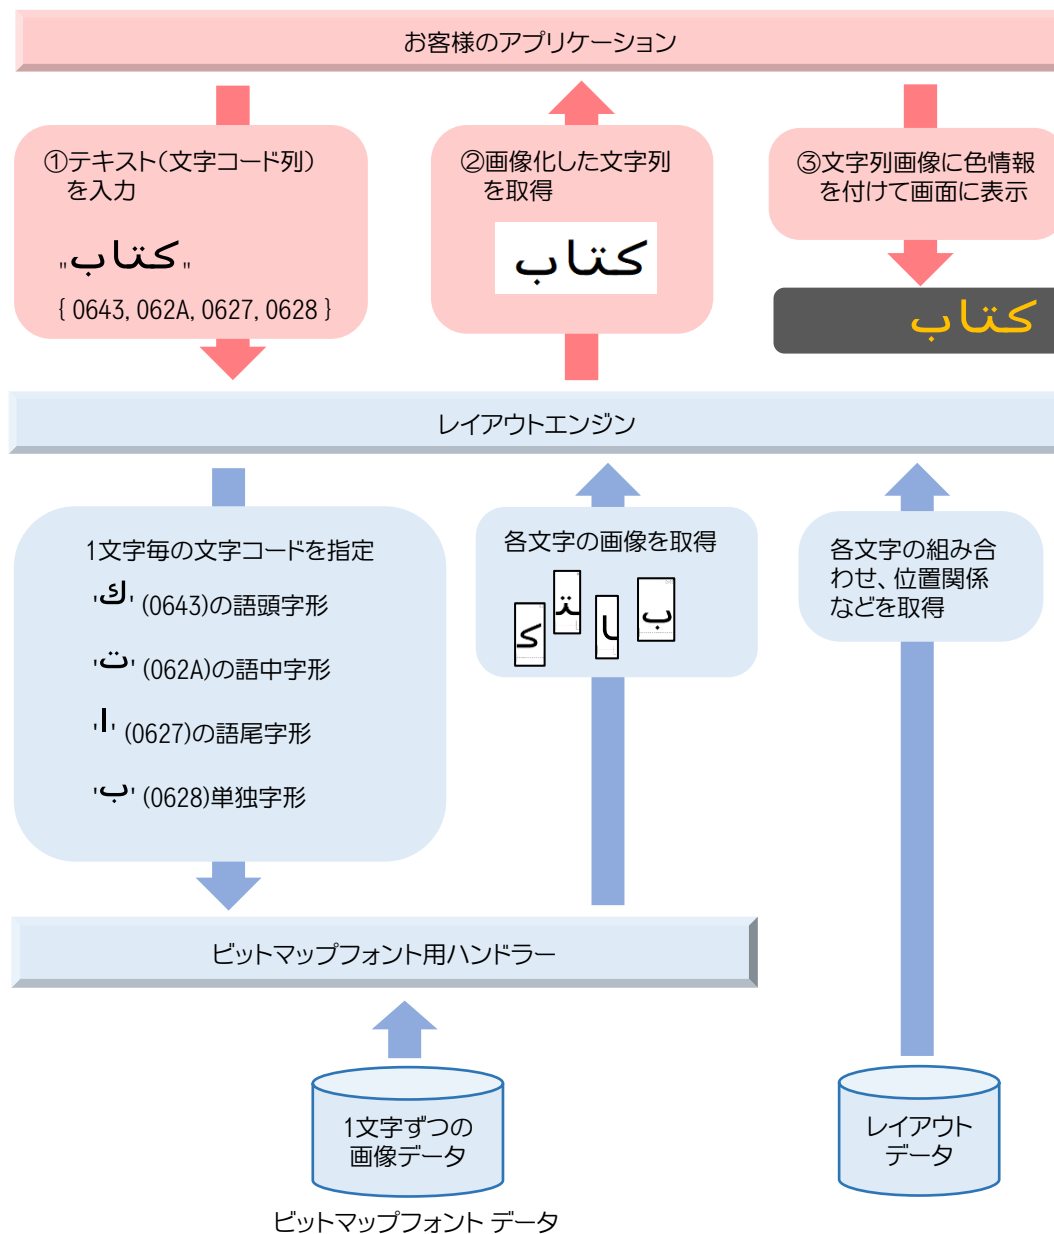 お客様のアプリケーション
①テキスト(文字コード列)
を入力
"كتاب"
{ 0643, 062A, 0627, 0628 }
②画像化した文字列
を取得
كتاب
③文字列画像に色情報
を付けて画面に表示
كتاب
レイアウトエンジン
1文字毎の文字コードを指定
'ك' (0643)の語頭字形
'ت' (062A)の語中字形
'ا' (0627)の語尾字形
'ب' (0628)単独字形
各文字の画像を取得
كـ ـتـ ـا ب
各文字の組み合
わせ、位置関係
などを取得
ビットマップフォント用ハンドラー
1文字ずつの
画像データ
ビットマップフォント データ
レイアウト
データ